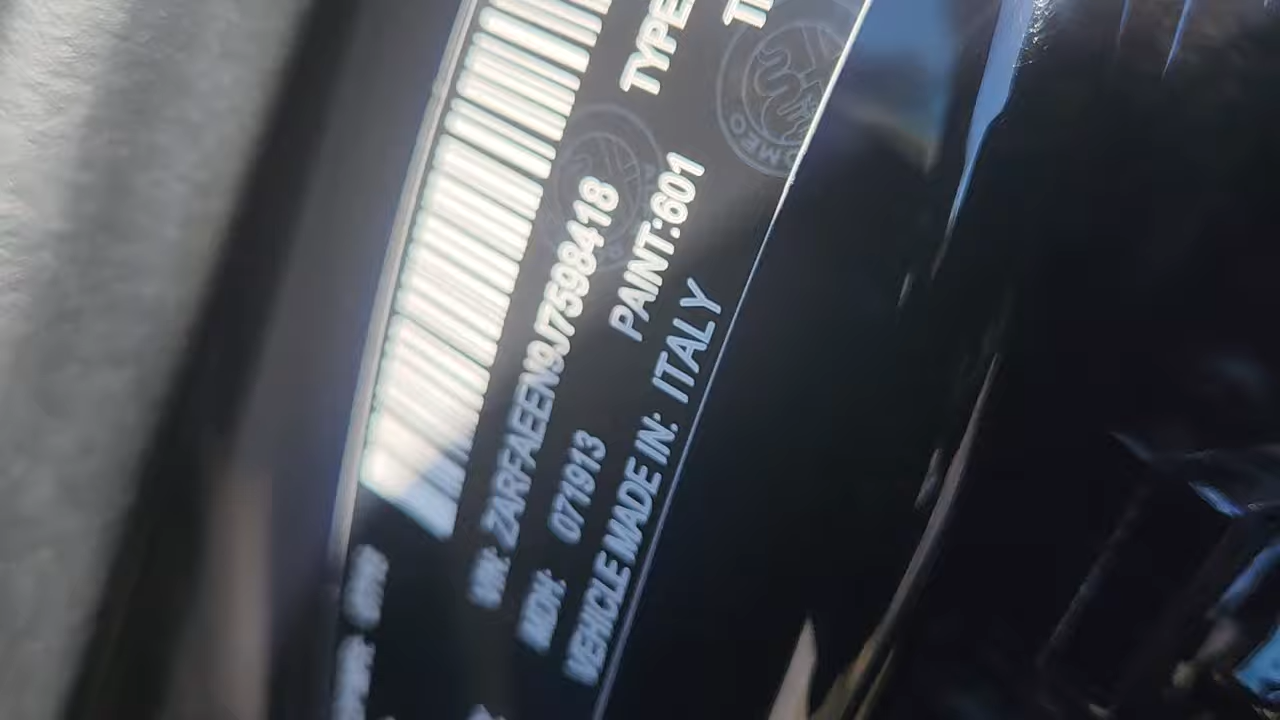 TYPE
VIN: ZARFAEEN9J7598418
MDH: 071913
PAINT:601
VEHICLE MADE IN: ITALY